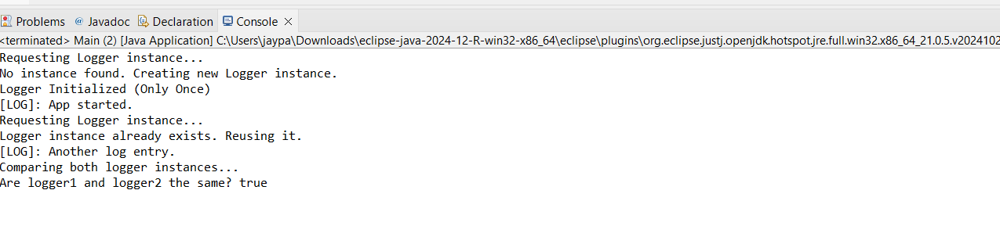 Problems @ Javadoc Declaration Console
<terminated> Main (2) [Java Application] C:\Users\jaypa\Downloads\eclipse-java-2024-12-R-win32-x86_64\eclipse\plugins\org.eclipse.justj.openjdk.hotspot.jre.full.win32.x86_64_21.0.5.v2024102
Requesting Logger instance...
No instance found. Creating new Logger instance.
Logger Initialized (Only Once)
[LOG]: App started.
Requesting Logger instance...
Logger instance already exists. Reusing it.
[LOG]: Another log entry.
Comparing both logger instances...
Are logger1 and logger2 the same? true